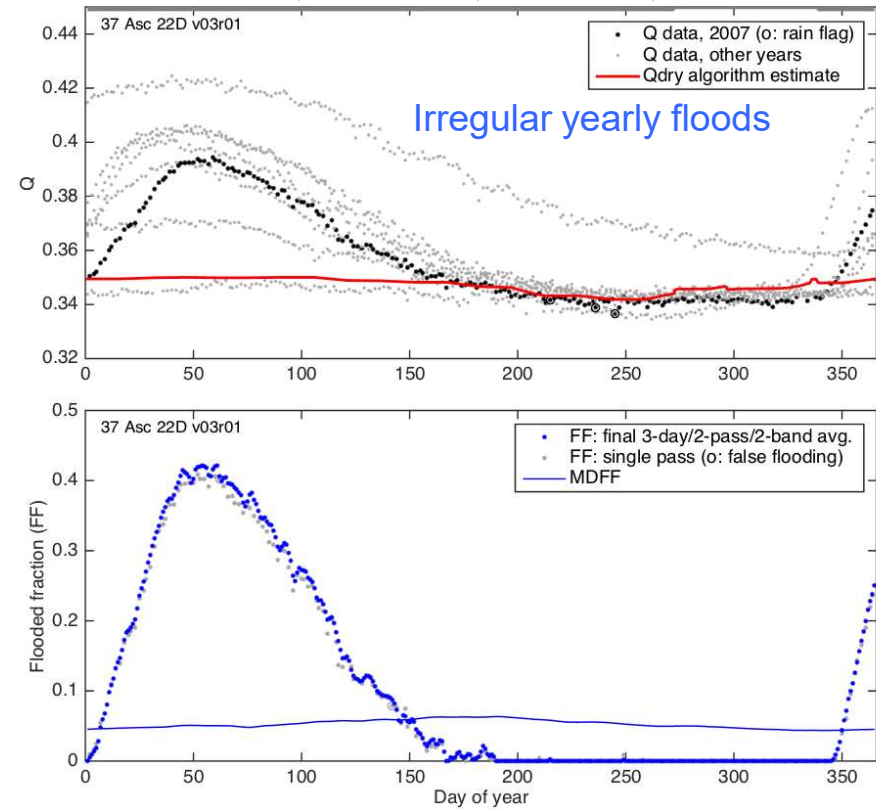 37 Asc 22D v03r01
Q data, 2007 (o: rain flag)
Q data, other years
Qdry algorithm estimate
Irregular yearly floods
Q
0.44
0.42
0.4
0.38
0.36
0.34
0.32
0 50 100 150 200 250 300 350
37 Asc 22D v03r01
FF: final 3-day/2-pass/2-band avg.
FF: single pass (o: false flooding)
MDFF
Flooded fraction (FF)
0.5
0.4
0.3
0.2
0.1
0
0 50 100 150 200 250 300 350
Day of year